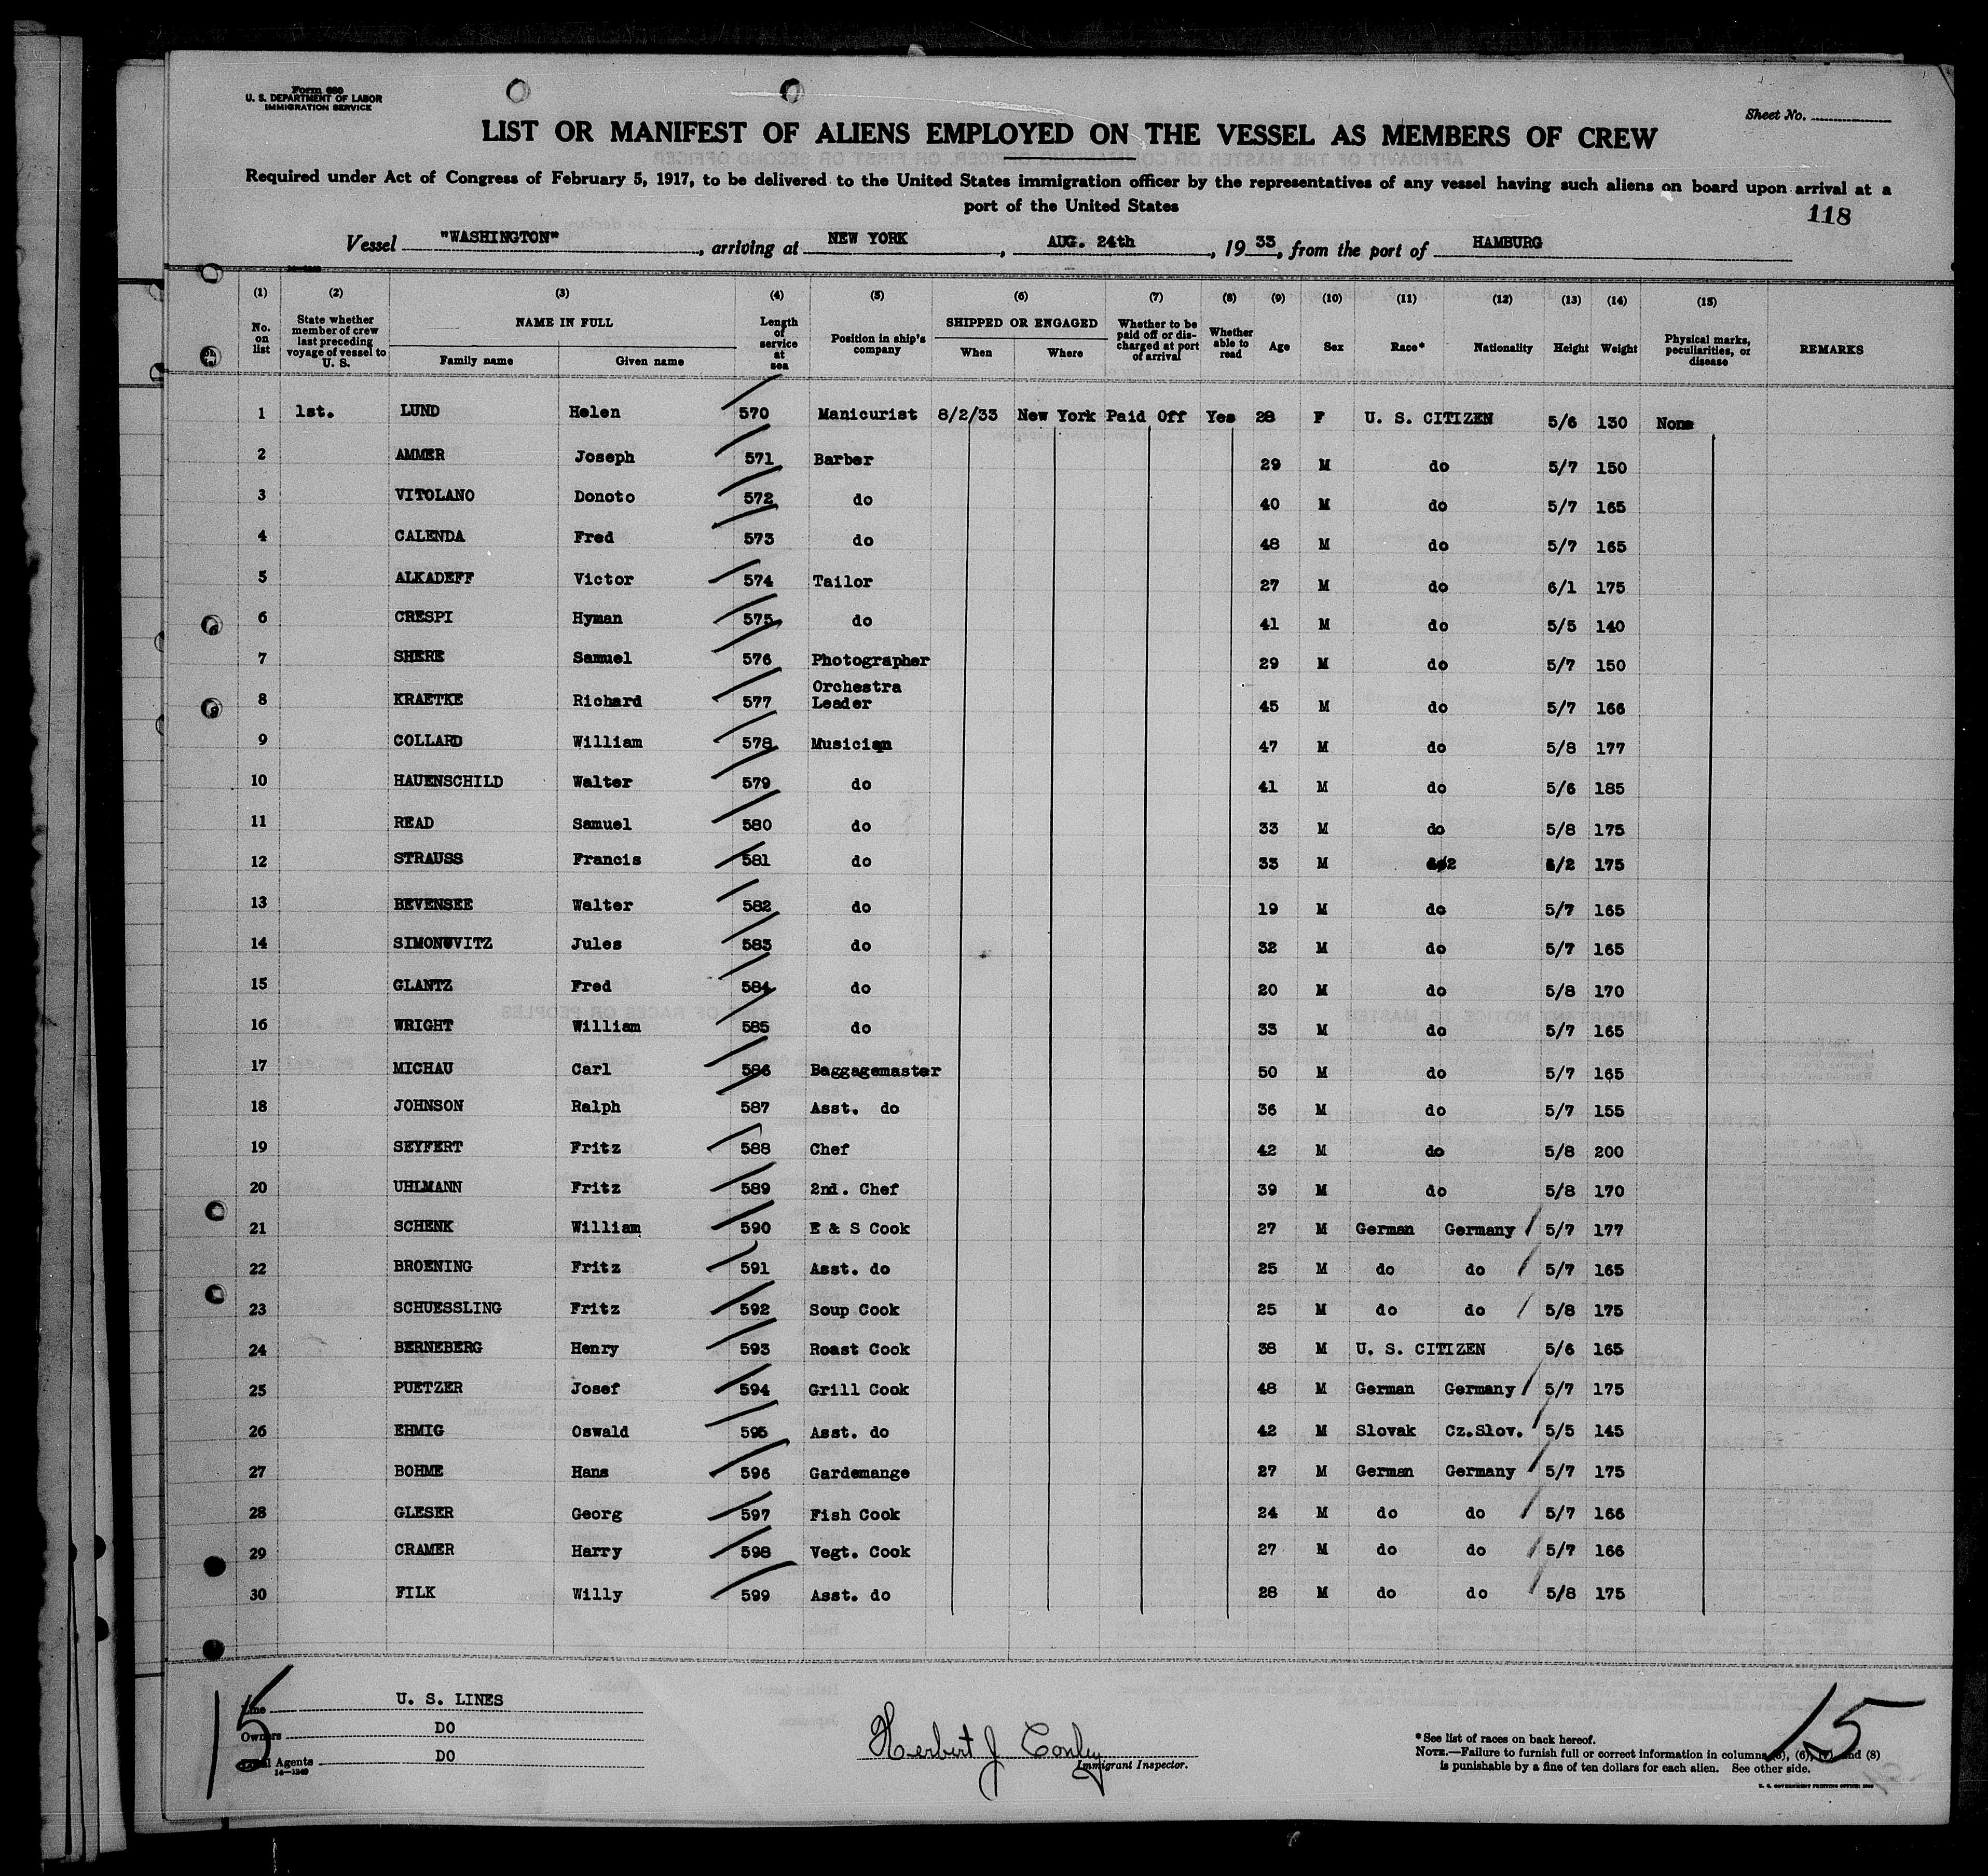 Form 680
U. S. DEPARTMENT OF LABOR
IMMIGRATION SERVICE
Sheet No.
LIST OR MANIFEST OF ALIENS EMPLOYED ON THE VESSEL AS MEMBERS OF CREW
Required under Act of Congress of February 5, 1917, to be delivered to the United States immigration officer by the representatives of any vessel having such aliens on board upon arrival at a
port of the United States
118
Vessel "WASHINGTON", arriving at NEW YORK, AUG. 24th, 1933, from the port of HAMBURG
(1) (2) (3) (4) (5) (6) (7) (8) (9) (10) (11) (12) (13) (14) (15)
No. on list State whether member of crew last preceding voyage of vessel to U. S. NAME IN FULL Family name Given name Length of service at sea Position in ship's company SHIPPED OR ENGAGED When Where Whether to be paid off or discharged at port of arrival Whether able to read Age Sex Race* Nationality Height Weight Physical marks, peculiarities, or disease REMARKS
1 1st. LUND Helen 570 Manicurist 8/2/33 New York Paid Off Yes 28 F U. S. CITIZEN 5/6 130 None
2 AMMER Joseph 571 Barber 29 M do 5/7 150
3 VITOLANO Donoto 572 do 40 M do 5/7 165
4 CALENDA Fred 573 do 48 M do 5/7 165
5 ALKADEFF Victor 574 Tailor 27 M do 6/1 175
6 CRESPI Hyman 575 do 41 M do 5/5 140
7 SHERE Samuel 576 Photographer 29 M do 5/7 150
8 KRAETKE Richard 577 Orchestra Leader 45 M do 5/7 166
9 COLLARD William 578 Musician 47 M do 5/8 177
10 HAUENSCHILD Walter 579 do 41 M do 5/6 185
11 READ Samuel 580 do 33 M do 5/8 175
12 STRAUSS Francis 581 do 33 M 6/2 175
13 BEVENSEE Walter 582 do 19 M do 5/7 165
14 SIMONOVITZ Jules 583 do 32 M do 5/7 165
15 GLANTZ Fred 584 do 20 M do 5/8 170
16 WRIGHT William 585 do 33 M do 5/7 165
17 MICHAU Carl 586 Baggagemaster 50 M do 5/7 165
18 JOHNSON Ralph 587 Asst. do 36 M do 5/7 155
19 SEYFERT Fritz 588 Chef 42 M do 5/8 200
20 UHLMANN Fritz 589 2nd. Chef 39 M do 5/8 170
21 SCHENK William 590 E & S Cook 27 M German Germany 5/7 177
22 BROENING Fritz 591 Asst. do 25 M do do 5/7 165
23 SCHUESSLING Fritz 592 Soup Cook 25 M do do 5/8 175
24 BERNEBERG Henry 593 Roast Cook 38 M U. S. CITIZEN 5/6 165
25 PUETZER Josef 594 Grill Cook 48 M German Germany 5/7 175
26 EHMIG Oswald 595 Asst. do 42 M Slovak Cz.Slov. 5/5 145
27 BOHME Hans 596 Gardemange 27 M German Germany 5/7 175
28 GLESER Georg 597 Fish Cook 24 M do do 5/7 166
29 CRAMER Harry 598 Vegt. Cook 27 M do do 5/7 166
30 FILK Willy 599 Asst. do 28 M do do 5/8 175
15
Line U. S. LINES
Owners DO
Local Agents DO
14—1240
Herbert J Conley
Immigrant Inspector.
*See list of races on back hereof.
NOTE.—Failure to furnish full or correct information in columns (5), (6), (7), and (8)
is punishable by a fine of ten dollars for each alien. See other side.
U. S. GOVERNMENT PRINTING OFFICE
15